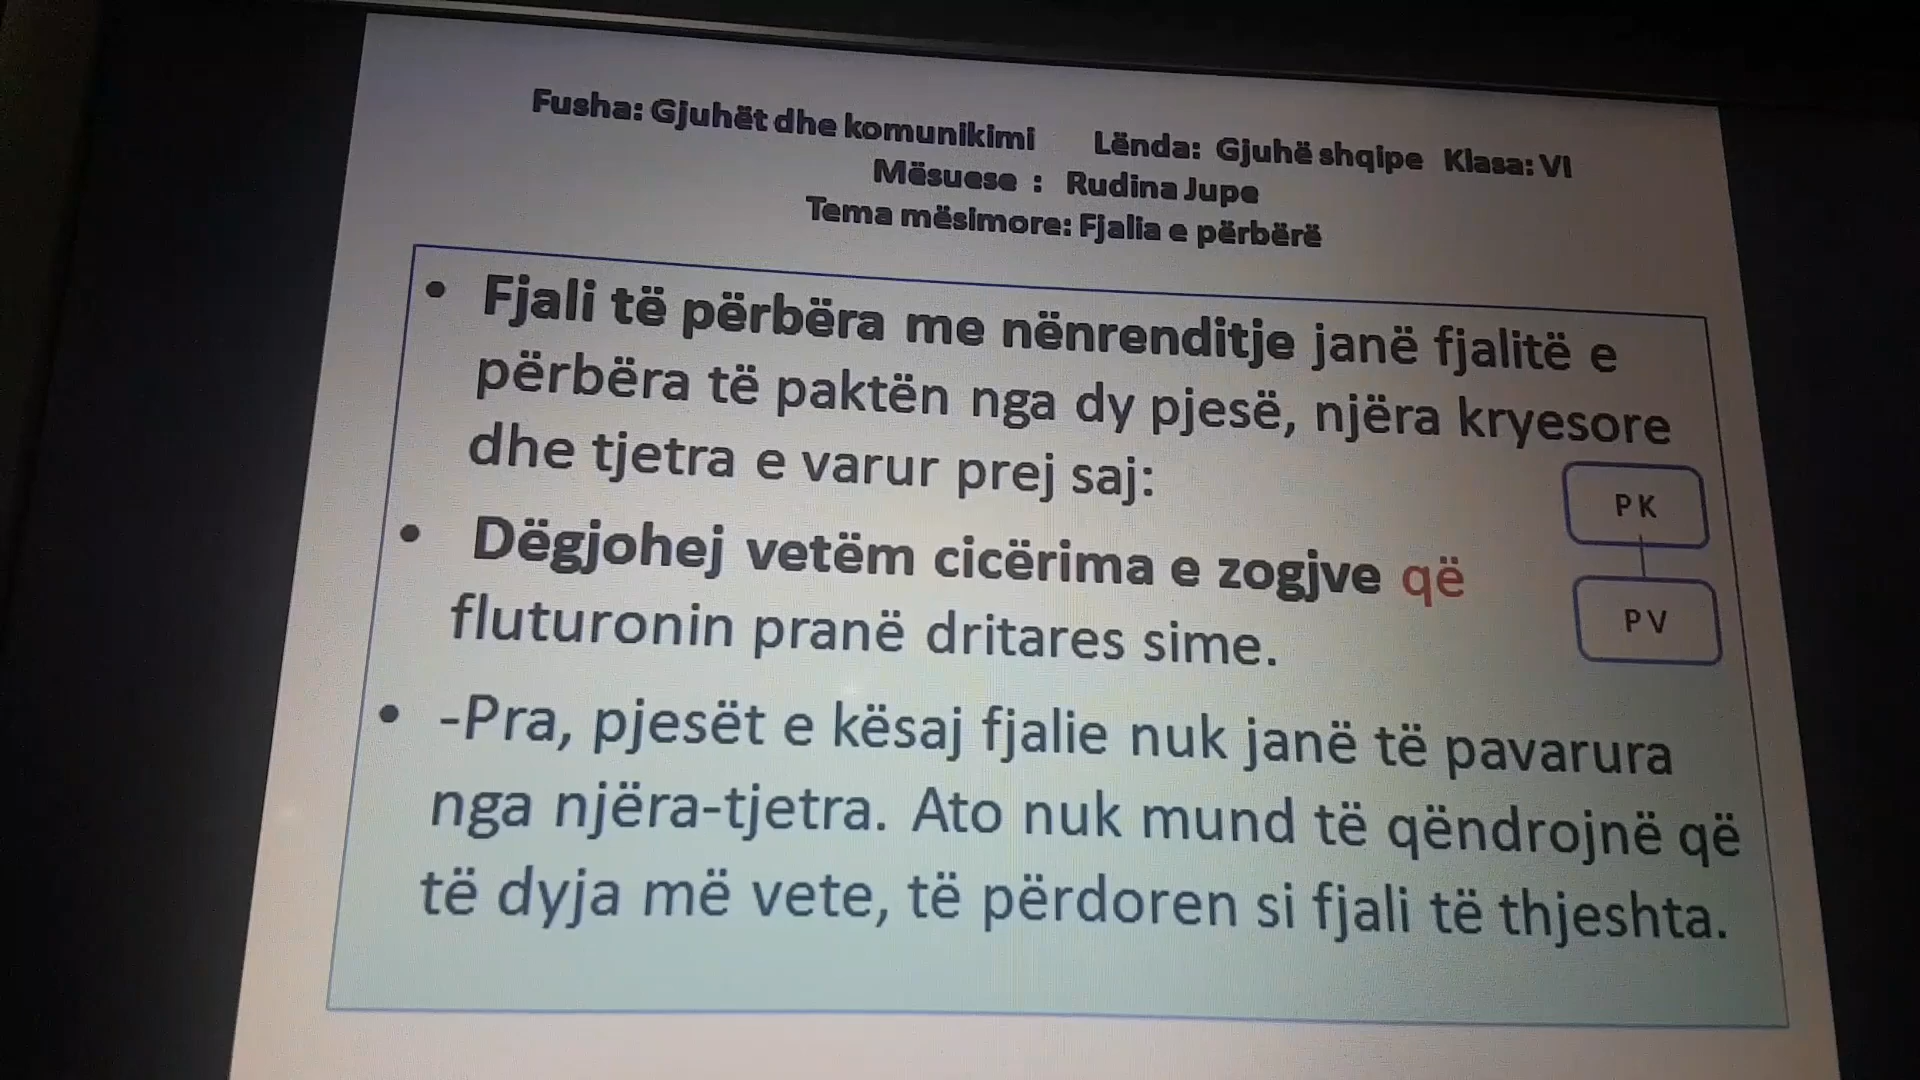 Fusha: Gjuhët dhe komunikimi Lënda: Gjuhë shqipe Klasa: VI
Mësuese : Rudina Jupe
Tema mësimore: Fjalia e përbërë
• Fjali të përbëra me nënrenditje janë fjalitë e
përbëra të paktën nga dy pjesë, njëra kryesore
dhe tjetra e varur prej saj:
PK
• Dëgjohej vetëm cicërima e zogjve që
fluturonin pranë dritares sime.
PV
• -Pra, pjesët e kësaj fjalie nuk janë të pavarura
nga njëra-tjetra. Ato nuk mund të qëndrojnë që
të dyja më vete, të përdoren si fjali të thjeshta.